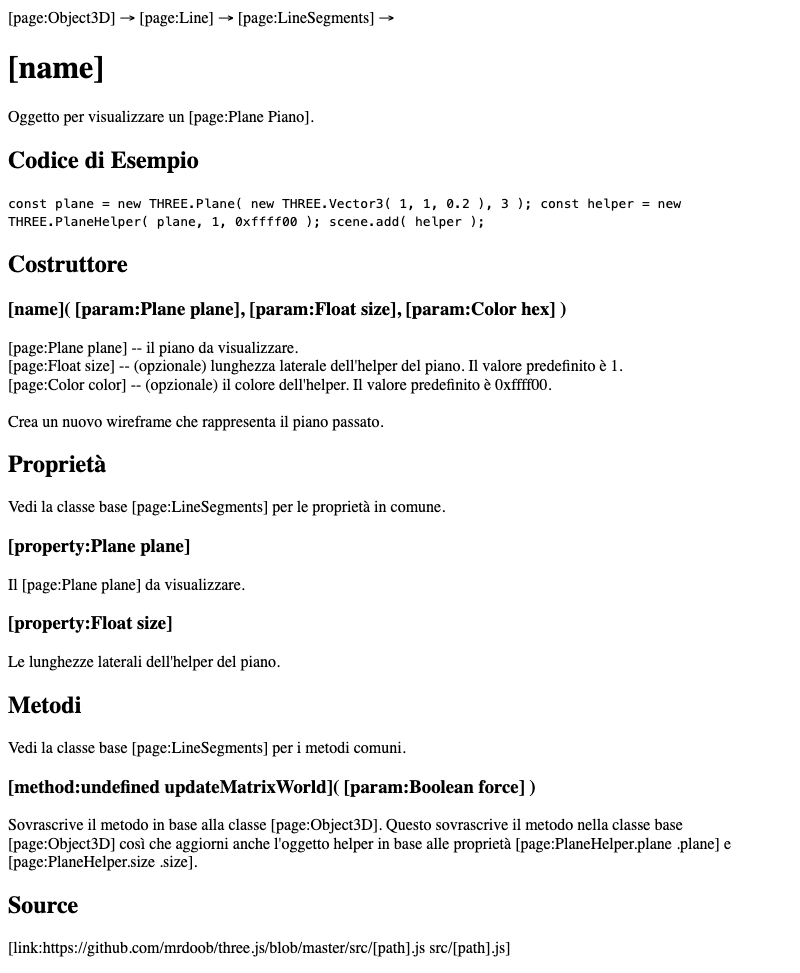 [page:Object3D] → [page:Line] → [page:LineSegments] →
[name]
Oggetto per visualizzare un [page:Plane Piano].
Codice di Esempio
const plane = new THREE.Plane( new THREE.Vector3( 1, 1, 0.2 ), 3 ); const helper = new
THREE.PlaneHelper( plane, 1, 0xffff00 ); scene.add( helper );
Costruttore
[name]( [param:Plane plane], [param:Float size], [param:Color hex] )
[page:Plane plane] -- il piano da visualizzare.
[page:Float size] -- (opzionale) lunghezza laterale dell'helper del piano. Il valore predefinito è 1.
[page:Color color] -- (opzionale) il colore dell'helper. Il valore predefinito è 0xffff00.
Crea un nuovo wireframe che rappresenta il piano passato.
Proprietà
Vedi la classe base [page:LineSegments] per le proprietà in comune.
[property:Plane plane]
Il [page:Plane plane] da visualizzare.
[property:Float size]
Le lunghezze laterali dell'helper del piano.
Metodi
Vedi la classe base [page:LineSegments] per i metodi comuni.
[method:undefined updateMatrixWorld]( [param:Boolean force] )
Sovrascrive il metodo in base alla classe [page:Object3D]. Questo sovrascrive il metodo nella classe base
[page:Object3D] così che aggiorni anche l'oggetto helper in base alle proprietà [page:PlaneHelper.plane .plane] e
[page:PlaneHelper.size .size].
Source
[link:https://github.com/mrdoob/three.js/blob/master/src/[path].js src/[path].js]